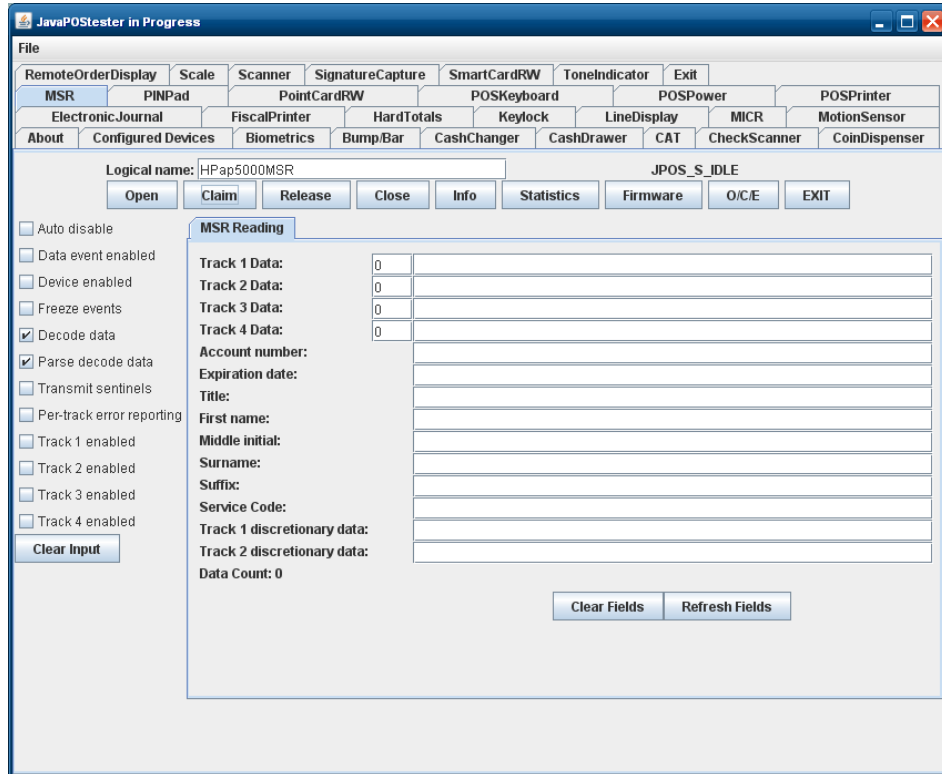 JavaPOStester in Progress
File
RemoteOrderDisplay Scale Scanner SignatureCapture SmartCardRW ToneIndicator Exit
MSR PINPad PointCardRW POSKeyboard POSPower POSPrinter
ElectronicJournal FiscalPrinter HardTotals Keylock LineDisplay MICR MotionSensor
About Configured Devices Biometrics Bump/Bar CashChanger CashDrawer CAT CheckScanner CoinDispenser
Logical name: HPap5000MSR JPOS_S_IDLE
Open Claim Release Close Info Statistics Firmware O/C/E EXIT
Auto disable
Data event enabled
Device enabled
Freeze events
Decode data
Parse decode data
Transmit sentinels
Per-track error reporting
Track 1 enabled
Track 2 enabled
Track 3 enabled
Track 4 enabled
Clear Input
MSR Reading
Track 1 Data: 0
Track 2 Data: 0
Track 3 Data: 0
Track 4 Data: 0
Account number:
Expiration date:
Title:
First name:
Middle initial:
Surname:
Suffix:
Service Code:
Track 1 discretionary data:
Track 2 discretionary data:
Data Count: 0
Clear Fields Refresh Fields